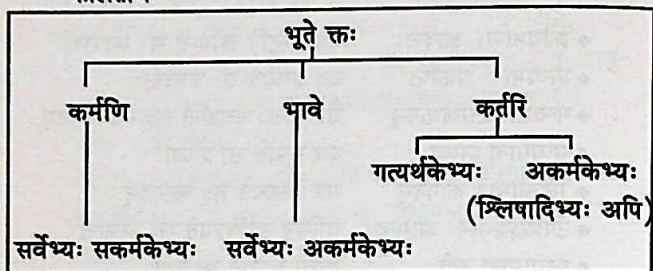 भूते क्तः
कर्मणि भावे कर्तरि
गत्यर्थकेभ्यः अकर्मकेभ्यः
(श्लिषादिभ्यः अपि)
सर्वेभ्यः सकर्मकेभ्यः सर्वेभ्यः अकर्मकेभ्यः